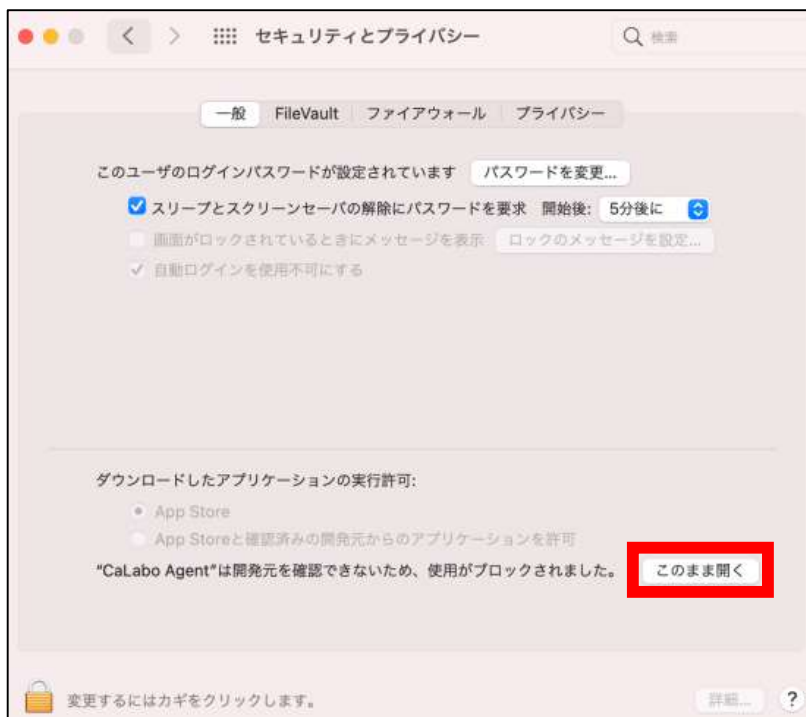 セキュリティとプライバシー
検索
一般 FileVault ファイアウォール プライバシー
このユーザのログインパスワードが設定されています パスワードを変更...
スリープとスクリーンセーバの解除にパスワードを要求 開始後: 5分後に
画面がロックされているときにメッセージを表示 ロックのメッセージを設定...
自動ログインを使用不可にする
ダウンロードしたアプリケーションの実行許可:
App Store
App Storeと確認済みの開発元からのアプリケーションを許可
"CaLabo Agent"は開発元を確認できないため、使用がブロックされました。 このまま開く
変更するにはカギをクリックします。 詳細... ?